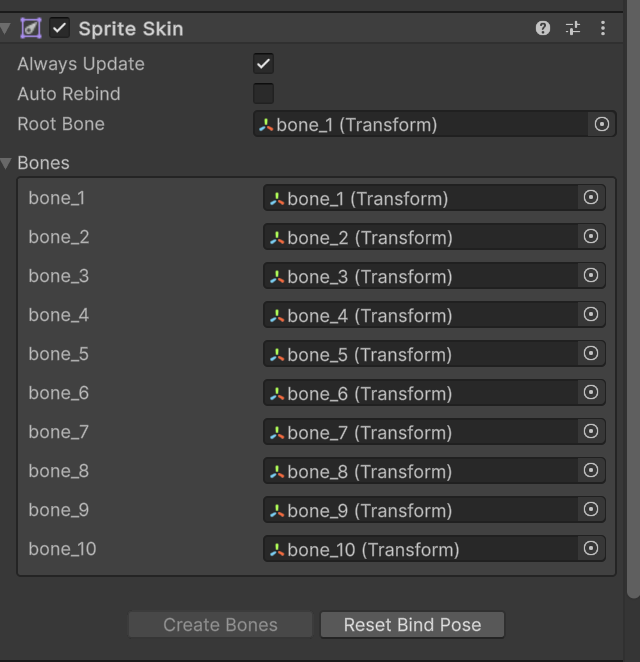 Sprite Skin
Always Update
Auto Rebind
Root Bone bone_1 (Transform)
Bones
bone_1 bone_1 (Transform)
bone_2 bone_2 (Transform)
bone_3 bone_3 (Transform)
bone_4 bone_4 (Transform)
bone_5 bone_5 (Transform)
bone_6 bone_6 (Transform)
bone_7 bone_7 (Transform)
bone_8 bone_8 (Transform)
bone_9 bone_9 (Transform)
bone_10 bone_10 (Transform)
Create Bones Reset Bind Pose